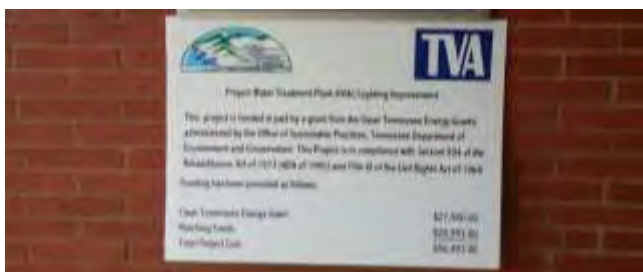 TVA
Project Water Treatment Plant HVAC/Lighting Improvement
This project is funded in part by a grant from the Clean Tennessee Energy Grants
administered by the Office of Sustainable Practices, Tennessee Department of
Environment and Conservation. This Project is in compliance with Section 504 of the
Rehabilitation Act of 1973 and Title VI of the Civil Rights Act of 1964
Funding has been provided as follows:
Clean Tennessee Energy Grant
Matching Funds
Total Project Cost